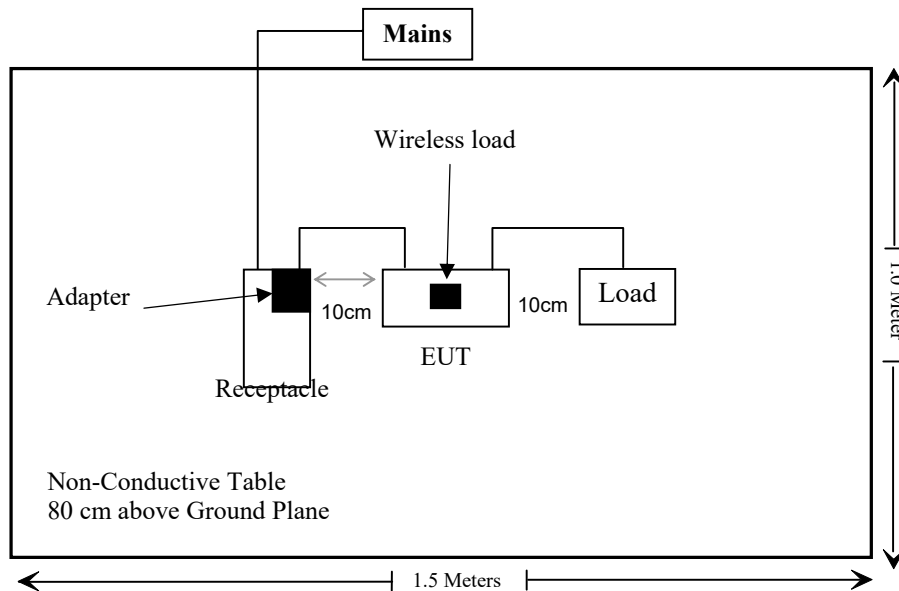 Mains
Wireless load
Adapter
10cm
10cm
Load
EUT
Receptacle
1.0 Meter
Non-Conductive Table
80 cm above Ground Plane
1.5 Meters